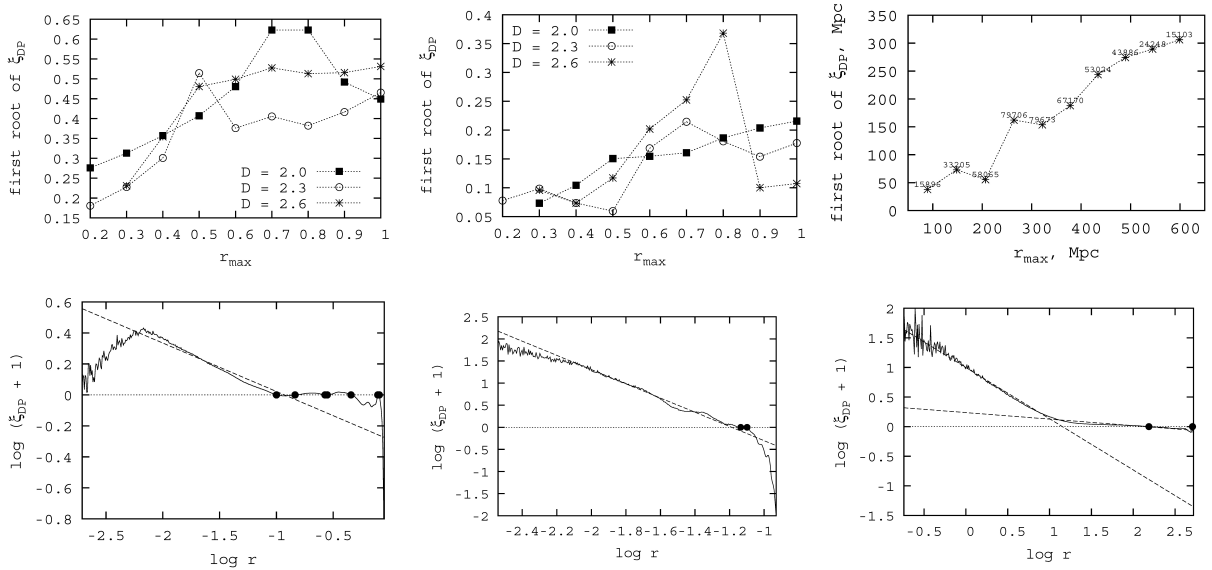 first root of ξDP
0.65
0.6
0.55
0.5
0.45
0.4
0.35
0.3
0.25
0.2
0.15
D = 2.0
D = 2.3
D = 2.6
0.2 0.3 0.4 0.5 0.6 0.7 0.8 0.9 1
rmax
first root of ξDP
0.4
0.35
0.3
0.25
0.2
0.15
0.1
0.05
D = 2.0
D = 2.3
D = 2.6
0.2 0.3 0.4 0.5 0.6 0.7 0.8 0.9 1
rmax
first root of ξDP, Mpc
350
300
250
200
150
100
50
0
15896
33205
58065
79706
79673
67170
53024
43886
24248
15103
100 200 300 400 500 600
rmax, Mpc
log (ξDP + 1)
0.6
0.4
0.2
0
-0.2
-0.4
-0.6
-0.8
-2.5 -2 -1.5 -1 -0.5
log r
log (ξDP + 1)
2.5
2
1.5
1
0.5
0
-0.5
-1
-1.5
-2
-2.4 -2.2 -2 -1.8 -1.6 -1.4 -1.2 -1
log r
log (ξDP + 1)
2
1.5
1
0.5
0
-0.5
-1
-1.5
-0.5 0 0.5 1 1.5 2 2.5
log r